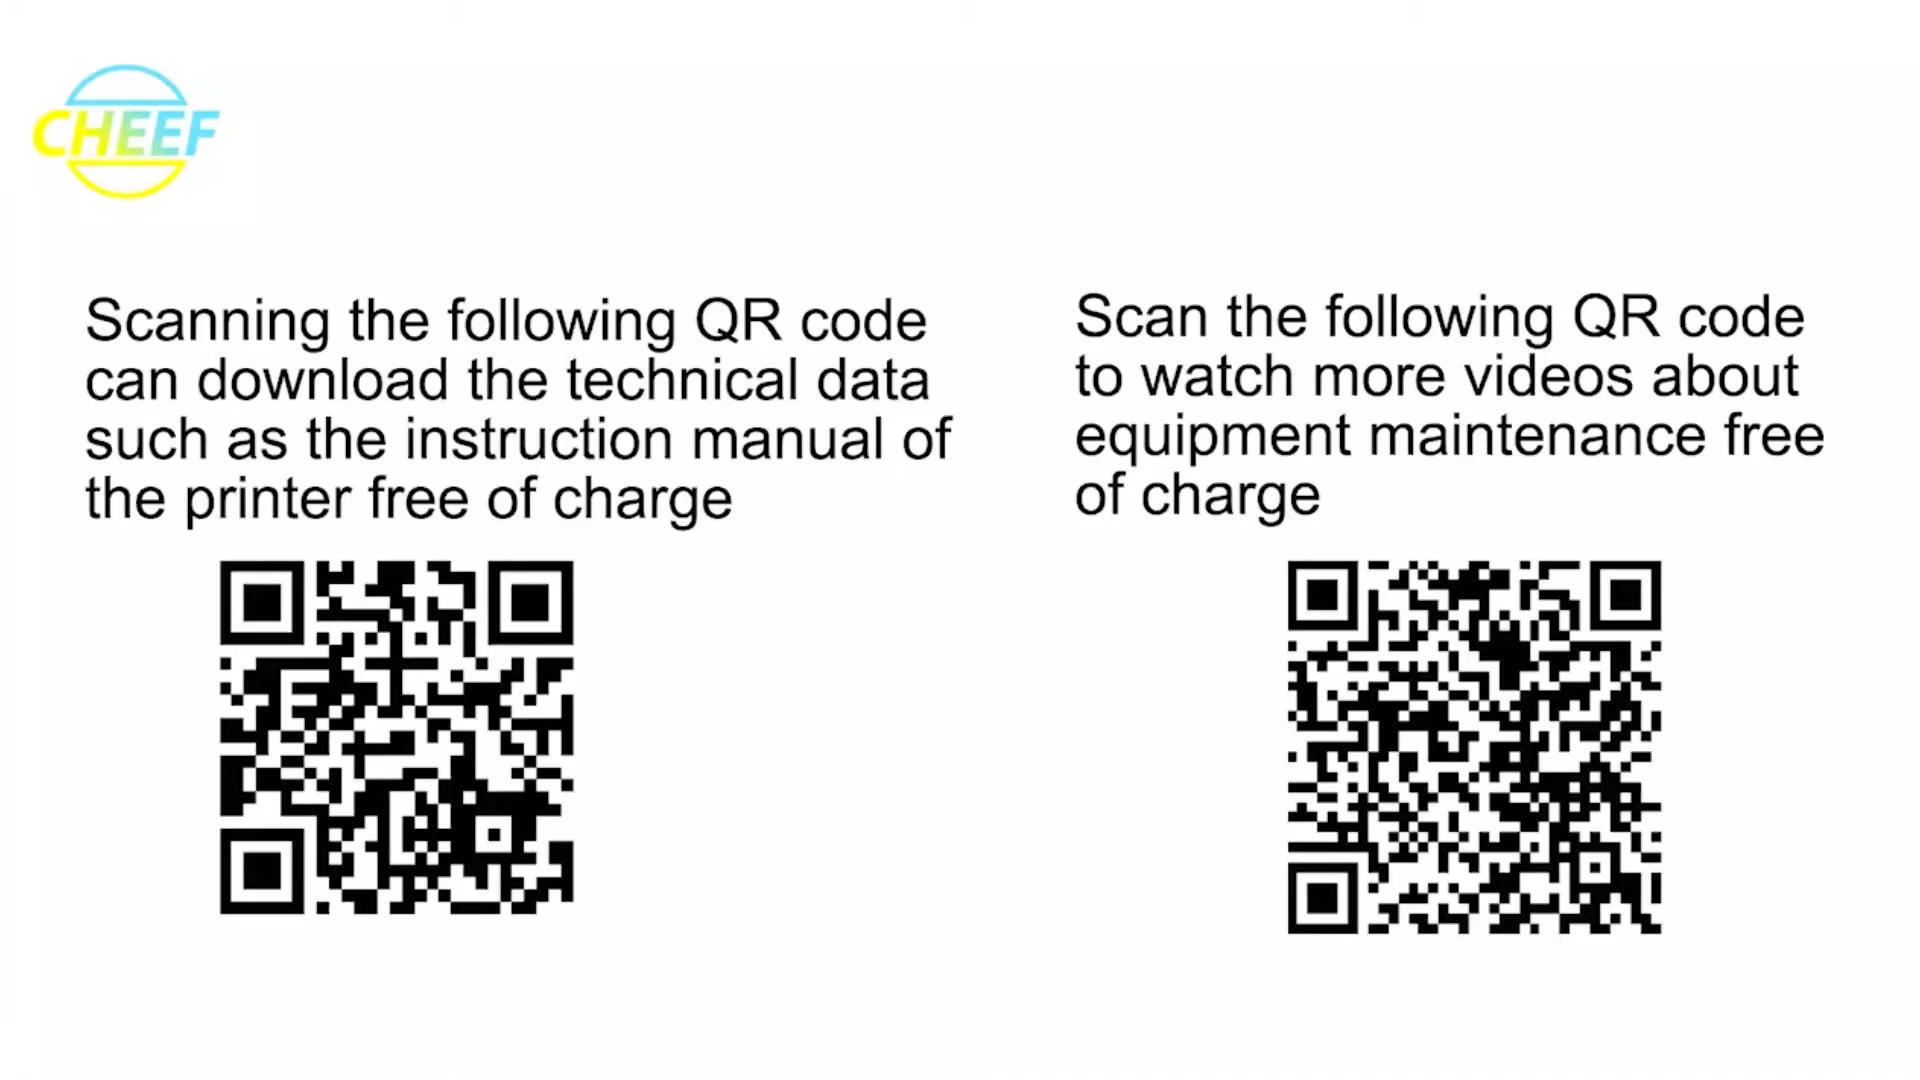 CHEEF
Scanning the following QR code
can download the technical data
such as the instruction manual of
the printer free of charge
Scan the following QR code
to watch more videos about
equipment maintenance free
of charge